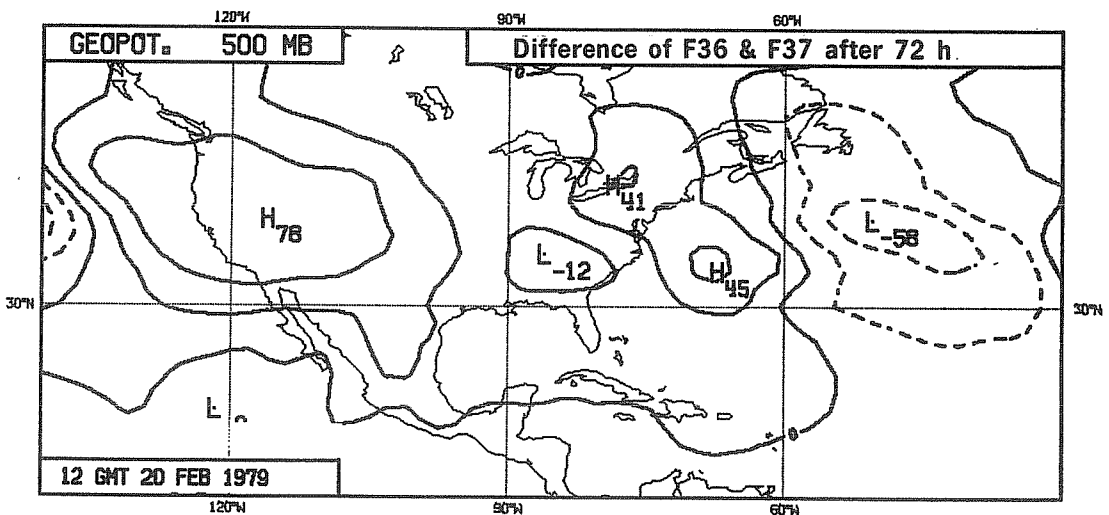 120°W 90°W 60°W
GEOPOT. 500 MB
Difference of F36 & F37 after 72 h
0
H 78
H 41
L -58
L -12
H 45
30°N 30°N
L
0
12 GMT 20 FEB 1979
120°W 90°W 60°W